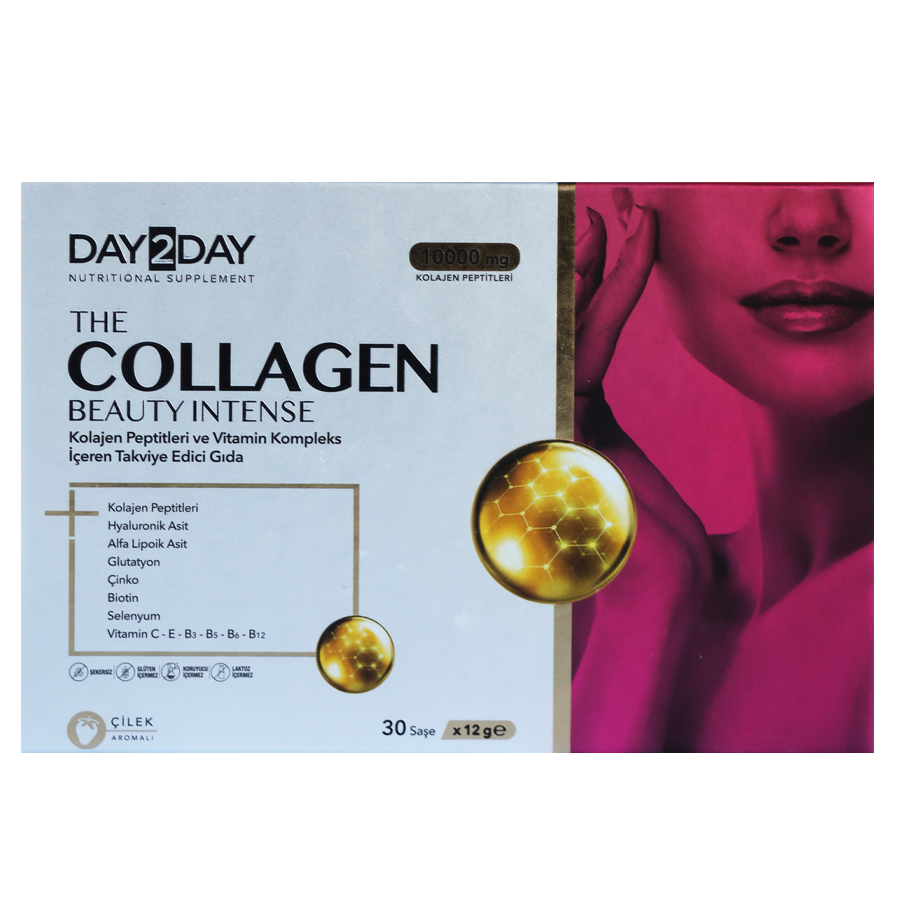 DAY2DAY
NUTRITIONAL SUPPLEMENT
10000 mg
KOLAJEN PEPTİTLERİ
THE
COLLAGEN
BEAUTY INTENSE
Kolajen Peptitleri ve Vitamin Kompleks
İçeren Takviye Edici Gıda
Kolajen Peptitleri
Hyaluronik Asit
Alfa Lipoik Asit
Glutatyon
Çinko
Biotin
Selenyum
Vitamin C - E - B3 - B5 - B6 - B12
ŞEKERSİZ
GLÜTEN
İÇERMEZ
KORUYUCU
İÇERMEZ
LAKTOZ
İÇERMEZ
ÇİLEK
AROMALI
30 Saşe x 12 g e